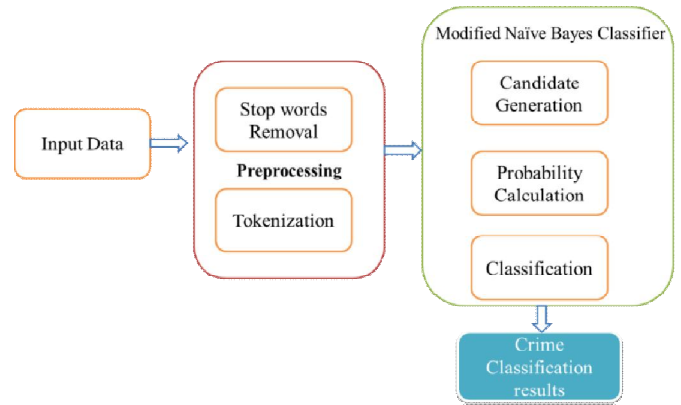 Input Data
Stop words
Removal
Preprocessing
Tokenization
Modified Naïve Bayes Classifier
Candidate
Generation
Probability
Calculation
Classification
Crime
Classification
results